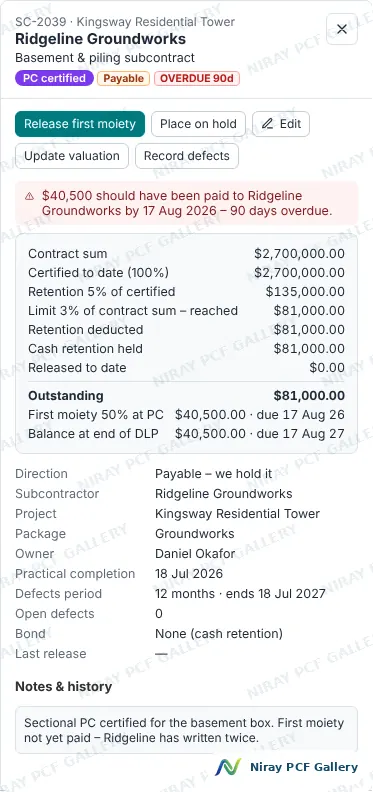 SC-2039 · Kingsway Residential Tower
Ridgeline Groundworks
Basement & piling subcontract
PC certified Payable OVERDUE 90d
Release first moiety Place on hold Edit
Update valuation Record defects
$40,500 should have been paid to Ridgeline
Groundworks by 17 Aug 2026 – 90 days overdue.
Contract sum $2,700,000.00
Certified to date (100%) $2,700,000.00
Retention 5% of certified $135,000.00
Limit 3% of contract sum – reached $81,000.00
Retention deducted $81,000.00
Cash retention held $81,000.00
Released to date $0.00
Outstanding $81,000.00
First moiety 50% at PC $40,500.00 · due 17 Aug 26
Balance at end of DLP $40,500.00 · due 17 Aug 27
Direction Payable – we hold it
Subcontractor Ridgeline Groundworks
Project Kingsway Residential Tower
Package Groundworks
Owner Daniel Okafor
Practical completion 18 Jul 2026
Defects period 12 months · ends 18 Jul 2027
Open defects 0
Bond None (cash retention)
Last release —
Notes & history
Sectional PC certified for the basement box. First moiety
not yet paid – Ridgeline has written twice.
Niray PCF Gallery